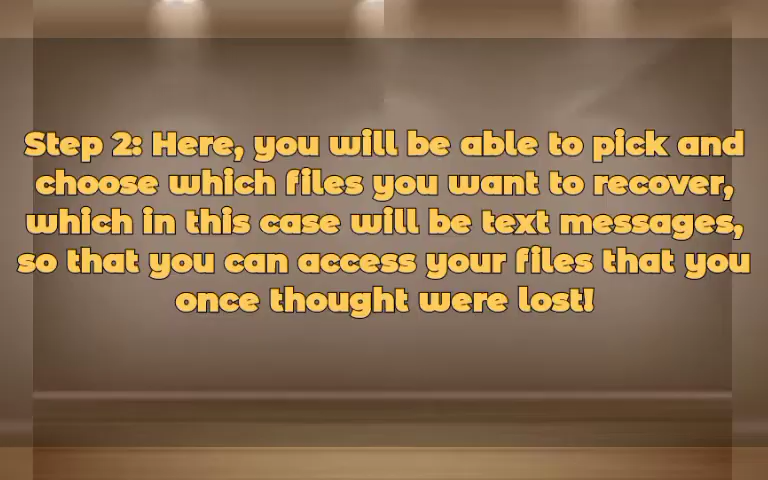 Step 2: Here, you will be able to pick and
choose which files you want to recover,
which in this case will be text messages,
so that you can access your files that you
once thought were lost!